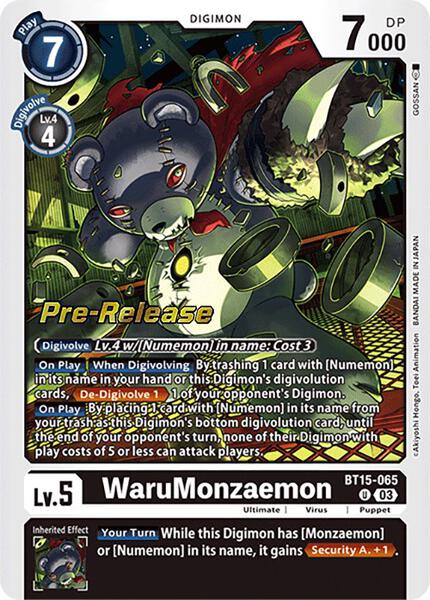 Play
7
DIGIMON
7000
DP
Digivolve
Lv.4
4
GOSSAN
©Akiyoshi Hongo, Toei Animation BANDAI MADE IN JAPAN
Pre-Release
Digivolve Lv.4 w/[Numemon] in name: Cost 3
On Play When Digivolving By trashing 1 card with [Numemon]
in its name in your hand or this Digimon's digivolution
cards, De-Digivolve 1 1 of your opponent's Digimon.
On Play By placing 1 card with [Numemon] in its name from
your trash as this Digimon's bottom digivolution card, until
the end of your opponent's turn, none of their Digimon with
play costs of 5 or less can attack players.
Lv.5
WaruMonzaemon
BT15-065
U 03
Ultimate | Virus | Puppet
Inherited Effect
Your Turn While this Digimon has [Monzaemon]
or [Numemon] in its name, it gains Security A. +1.